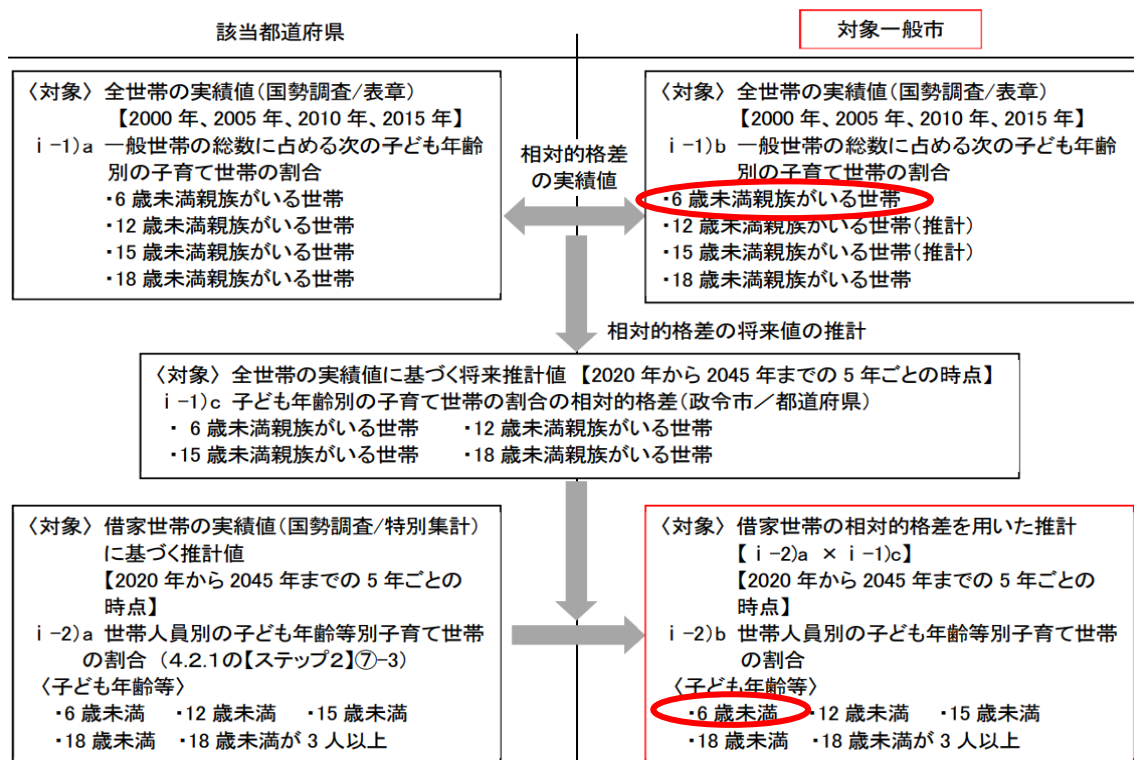 該当都道府県
対象一般市
〈対象〉 全世帯の実績値(国勢調査/表章)
【2000 年、2005 年、2010 年、2015 年】
ⅰ-1)a 一般世帯の総数に占める次の子ども年齢
別の子育て世帯の割合
・6 歳未満親族がいる世帯
・12 歳未満親族がいる世帯
・15 歳未満親族がいる世帯
・18 歳未満親族がいる世帯
相対的格差
の実績値
〈対象〉 全世帯の実績値(国勢調査/表章)
【2000 年、2005 年、2010 年、2015 年】
ⅰ-1)b 一般世帯の総数に占める次の子ども年齢
別の子育て世帯の割合
・6 歳未満親族がいる世帯
・12 歳未満親族がいる世帯(推計)
・15 歳未満親族がいる世帯(推計)
・18 歳未満親族がいる世帯
相対的格差の将来値の推計
〈対象〉 全世帯の実績値に基づく将来推計値 【2020 年から 2045 年までの 5 年ごとの時点】
ⅰ-1)c 子ども年齢別の子育て世帯の割合の相対的格差(政令市/都道府県)
・ 6 歳未満親族がいる世帯 ・12 歳未満親族がいる世帯
・15 歳未満親族がいる世帯 ・18 歳未満親族がいる世帯
〈対象〉 借家世帯の実績値(国勢調査/特別集計)
に基づく推計値
【2020 年から 2045 年までの 5 年ごとの
時点】
ⅰ-2)a 世帯人員別の子ども年齢等別子育て世帯
の割合 (4.2.1の【ステップ2】⑦-3)
〈子ども年齢等〉
・6 歳未満 ・12 歳未満 ・15 歳未満
・18 歳未満 ・18 歳未満が 3 人以上
〈対象〉 借家世帯の相対的格差を用いた推計
【ⅰ-2)a × ⅰ-1)c】
【2020 年から 2045 年までの 5 年ごとの
時点】
ⅰ-2)b 世帯人員別の子ども年齢等別子育て世帯
の割合
〈子ども年齢等〉
・6 歳未満 ・12 歳未満 ・15 歳未満
・18 歳未満 ・18 歳未満が 3 人以上